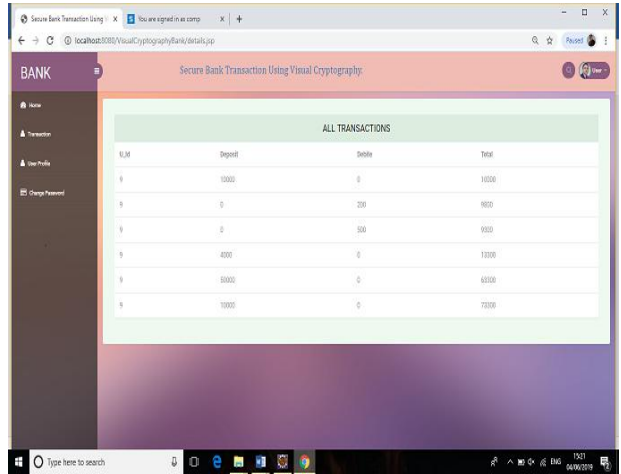 Secure Bank Transaction Using V × S You are signed in as comp × +
localhost:8080/VisualCryptographyBank/details.jsp Paused
BANK Secure Bank Transaction Using Visual Cryptography. User
Home
Transaction
User Profile
Change Password
ALL TRANSACTIONS
U_Id Deposit Debite Total
9 10000 0 10000
9 0 200 9800
9 0 500 9300
9 4000 0 13300
9 50000 0 63300
9 10000 0 73300
Type here to search ENG 15:21
04/06/2019